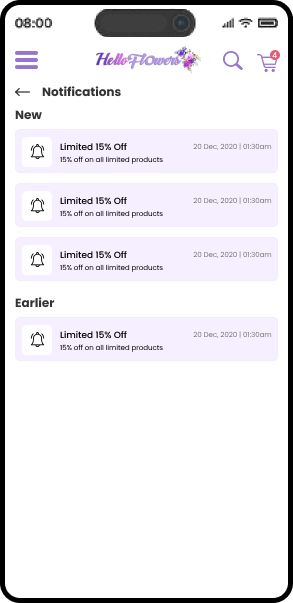 08:00
HelloFlowers
4
Notifications
New
Limited 15% Off
20 Dec, 2020 | 01:30am
15% off on all limited products
Limited 15% Off
20 Dec, 2020 | 01:30am
15% off on all limited products
Limited 15% Off
20 Dec, 2020 | 01:30am
15% off on all limited products
Earlier
Limited 15% Off
20 Dec, 2020 | 01:30am
15% off on all limited products